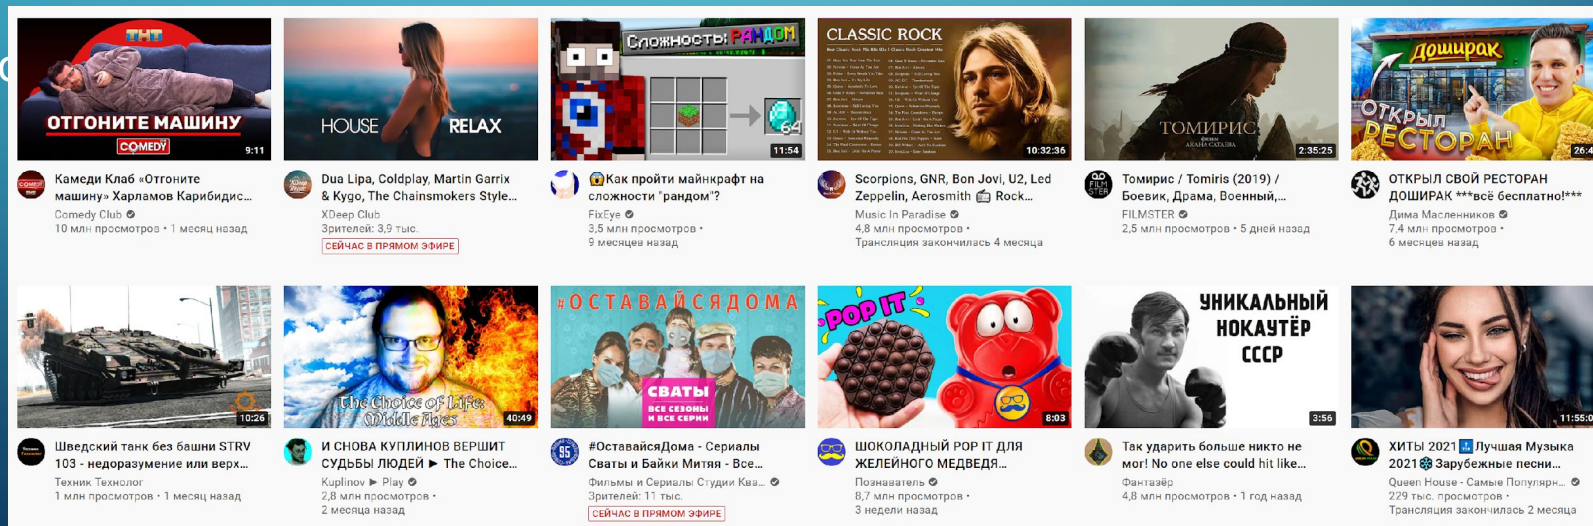 ТНТ
ОТГОНИТЕ МАШИНУ
COMEDY
9:11
Камеди Клаб «Отгоните
машину» Харламов Карибидис...
Comedy Club
10 млн просмотров • 1 месяц назад
HOUSE RELAX
Dua Lipa, Coldplay, Martin Garrix
& Kygo, The Chainsmokers Style...
XDeep Club
Зрителей: 3,9 тыс.
СЕЙЧАС В ПРЯМОМ ЭФИРЕ
Сложность: РАНДОМ
64
11:54
😱Как пройти майнкрафт на
сложности "рандом"?
FixEye
3,5 млн просмотров •
9 месяцев назад
CLASSIC ROCK
10:32:36
Scorpions, GNR, Bon Jovi, U2, Led
Zeppelin, Aerosmith 📻 Rock...
Music In Paradise
4,8 млн просмотров •
Трансляция закончилась 4 месяца
ТОМИРИС
ФИЛЬМ
АКАНА САТАЕВА
2:35:25
FILMSTER
Томирис / Tomiris (2019) /
Боевик, Драма, Военный,...
FILMSTER
2,5 млн просмотров • 5 дней назад
Доширак
ОТКРЫЛ
РЕСТОРАН
26:4
ОТКРЫЛ СВОЙ РЕСТОРАН
ДОШИРАК ***всё бесплатно!***
Дима Масленников
7,4 млн просмотров •
6 месяцев назад
10:26
Шведский танк без башни STRV
103 - недоразумение или верх...
Техник Технолог
1 млн просмотров • 1 месяц назад
The Choice of Life:
Middle Ages
40:49
И СНОВА КУПЛИНОВ ВЕРШИТ
СУДЬБЫ ЛЮДЕЙ ► The Choice...
Kuplinov ► Play
2,8 млн просмотров •
2 месяца назад
#ОСТАВАЙСЯДОМА
СВАТЫ
ВСЕ СЕЗОНЫ
И ВСЕ СЕРИИ
95
#ОставайсяДома - Сериалы
Сваты и Байки Митяя - Все...
Фильмы и Сериалы Студии Ква...
Зрителей: 11 тыс.
СЕЙЧАС В ПРЯМОМ ЭФИРЕ
POP IT
8:03
ШОКОЛАДНЫЙ POP IT ДЛЯ
ЖЕЛЕЙНОГО МЕДВЕДЯ...
Познаватель
8,7 млн просмотров •
3 недели назад
УНИКАЛЬНЫЙ
НОКАУТЁР
СССР
3:56
Так ударить больше никто не
мог! No one else could hit like...
Фантазёр
4,8 млн просмотров • 1 год назад
11:55:0
ХИТЫ 2021 Лучшая Музыка
2021 Зарубежные песни...
Queen House - Самые Популярн...
229 тыс. просмотров •
Трансляция закончилась 2 месяца